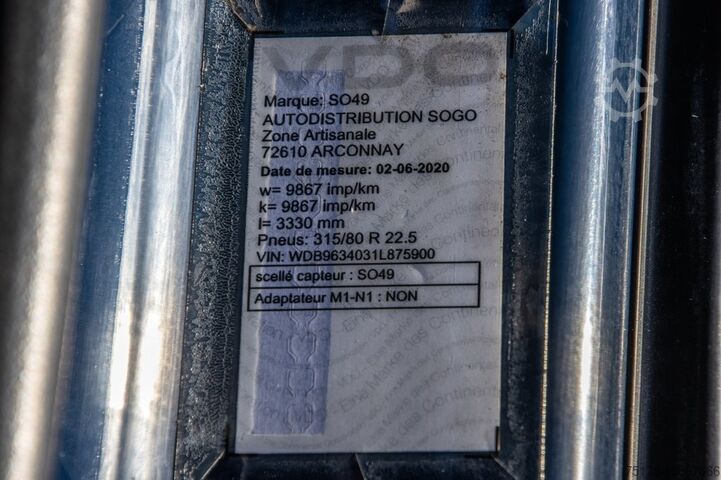 VDO
Marque: SO49
AUTODISTRIBUTION SOGO
Zone Artisanale
72610 ARCONNAY
Date de mesure: 02-06-2020
w= 9867 imp/km
k= 9867 imp/km
l= 3330 mm
Pneus: 315/80 R 22.5
VIN: WDB9634031L875900
scellé capteur : SO49
Adaptateur M1-N1 : NON